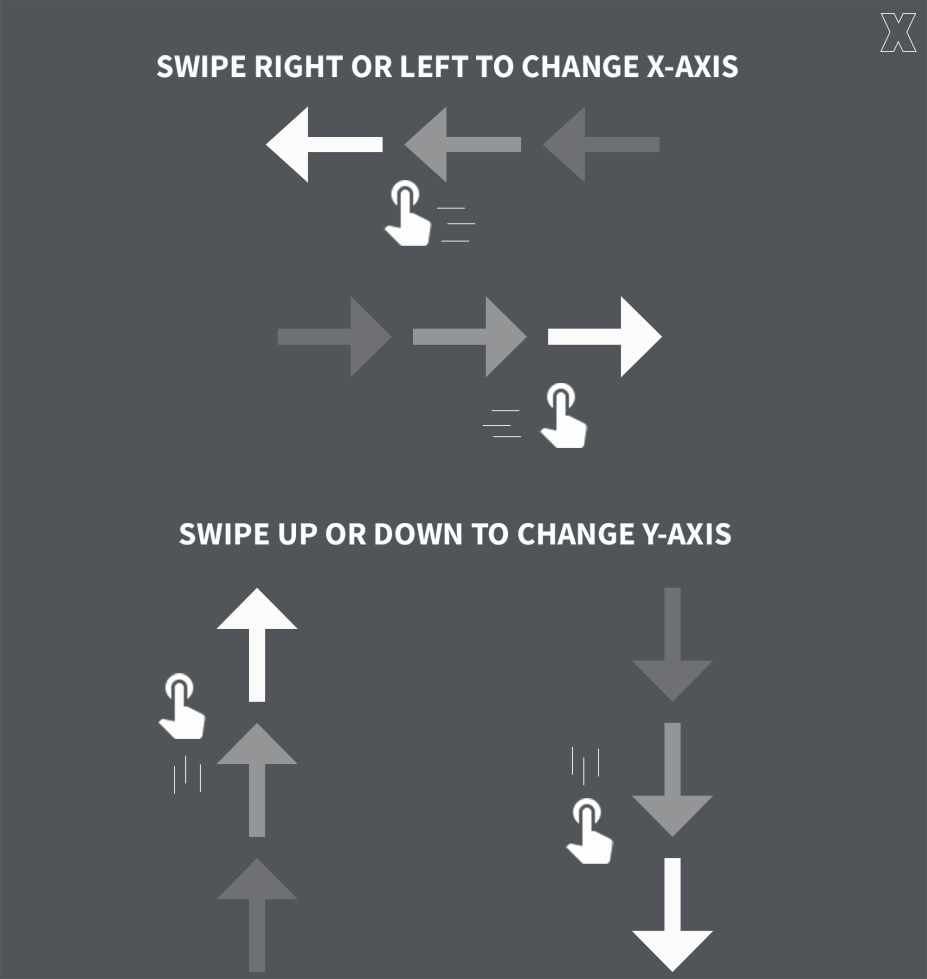 X
SWIPE RIGHT OR LEFT TO CHANGE X-AXIS
SWIPE UP OR DOWN TO CHANGE Y-AXIS